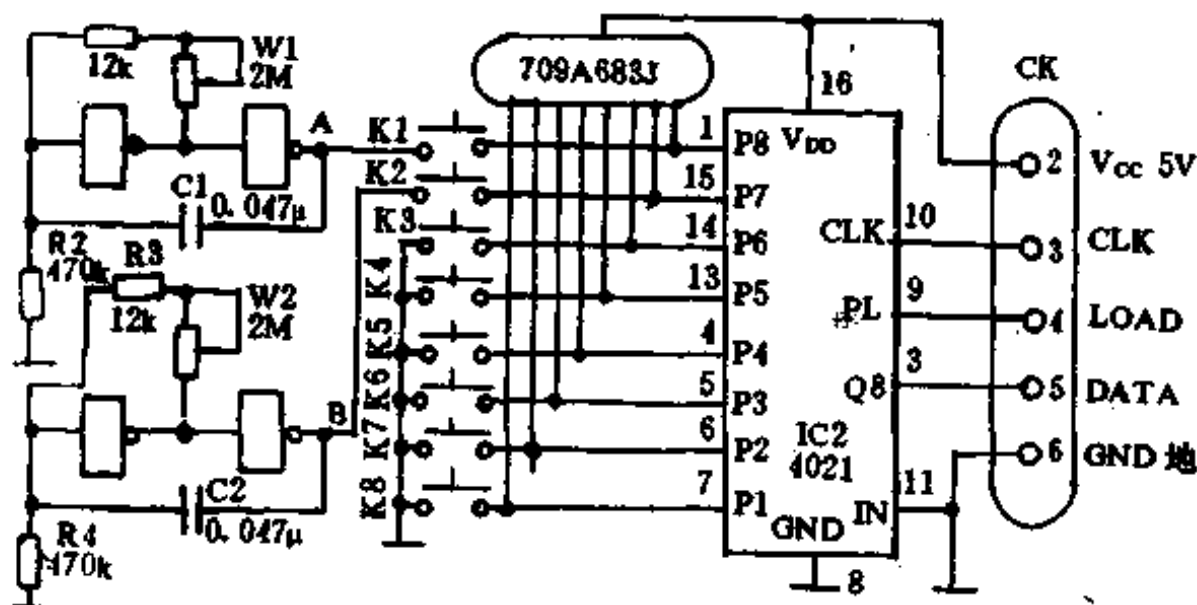 12k
W1
2M
A
C1
0.047μ
R2
470k
R3
12k
W2
2M
B
C2
0.047μ
R4
470k
K1
K2
K3
K4
K5
K6
K7
K8
709A683J
16
1
15
14
13
4
5
6
7
P8
P7
P6
P5
P4
P3
P2
P1
VDD
CLK
PL
Q8
IC2
4021
IN
GND
8
10
9
3
11
CK
2
VCC 5V
3
CLK
4
LOAD
5
DATA
6
GND 地